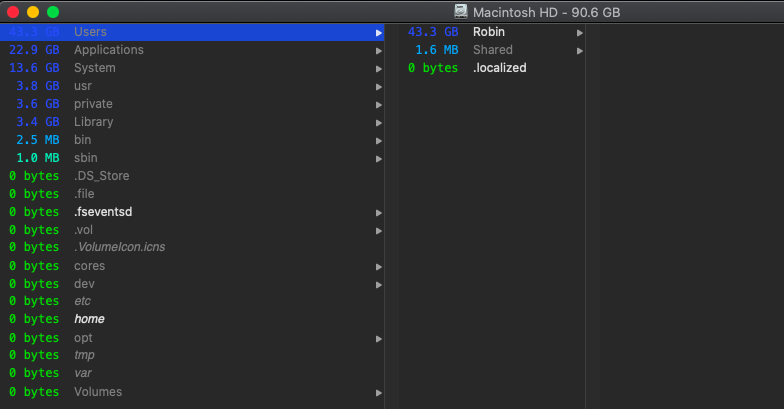 Macintosh HD - 90.6 GB
43.3 GB Users
22.9 GB Applications
13.6 GB System
3.8 GB usr
3.6 GB private
3.4 GB Library
2.5 MB bin
1.0 MB sbin
0 bytes .DS_Store
0 bytes .file
0 bytes .fseventsd
0 bytes .vol
0 bytes .VolumeIcon.icns
0 bytes cores
0 bytes dev
0 bytes etc
0 bytes home
0 bytes opt
0 bytes tmp
0 bytes var
0 bytes Volumes
43.3 GB Robin
1.6 MB Shared
0 bytes .localized